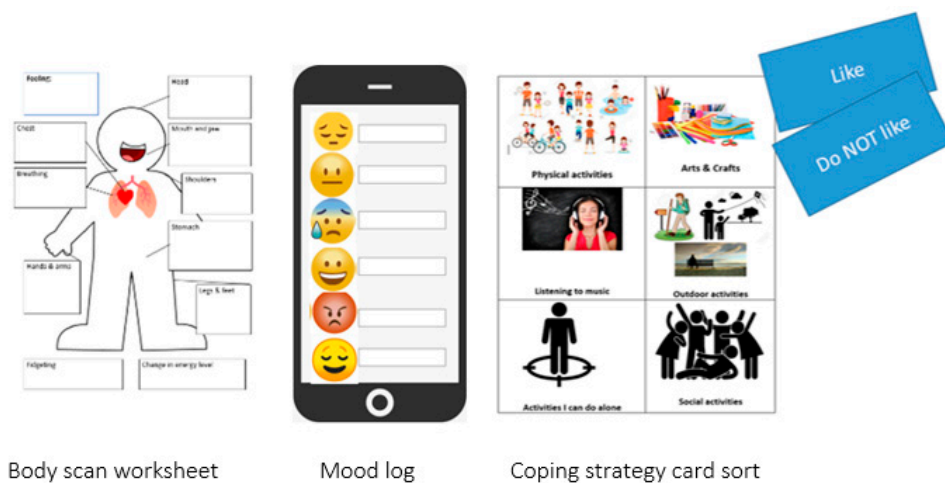 Feelings
Head
Chest
Mouth and jaw
Breathing
Shoulders
Stomach
Hands & arms
Legs & feet
Fidgeting
Change in energy level
Physical activities
Arts & Crafts
Listening to music
Outdoor activities
Activities I can do alone
Social activities
Like
Do NOT like
Body scan worksheet
Mood log
Coping strategy card sort